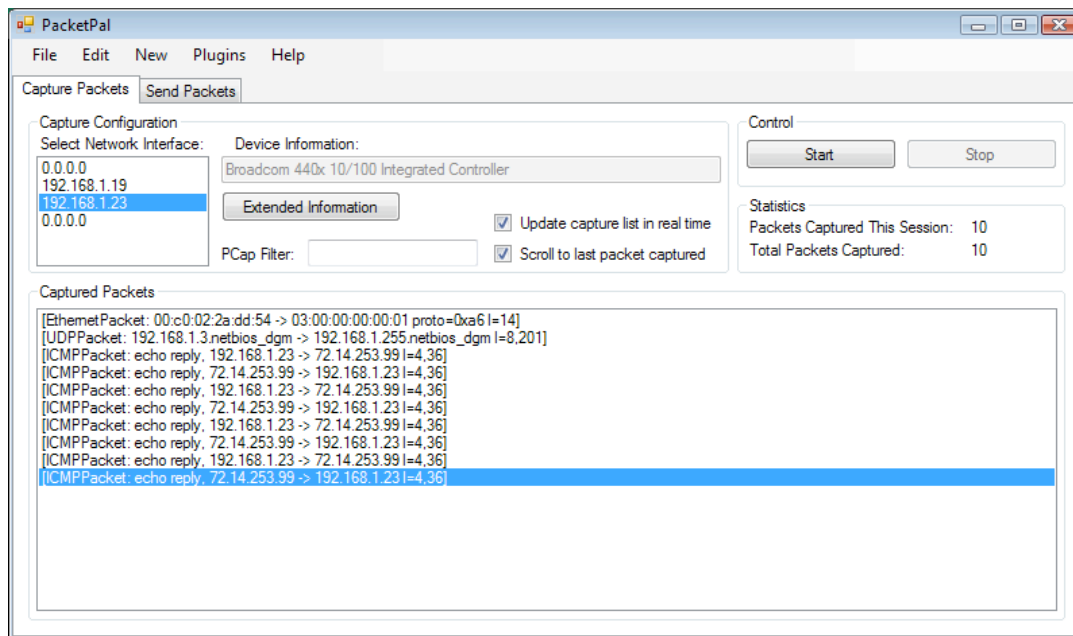 PacketPal
File Edit New Plugins Help
Capture Packets Send Packets
Capture Configuration
Select Network Interface:
0.0.0.0
192.168.1.19
192.168.1.23
0.0.0.0
Device Information:
Broadcom 440x 10/100 Integrated Controller
Extended Information
PCap Filter:
Update capture list in real time
Scroll to last packet captured
Control
Start Stop
Statistics
Packets Captured This Session: 10
Total Packets Captured: 10
Captured Packets
[EthernetPacket: 00:c0:02:2a:dd:54 -> 03:00:00:00:00:01 proto=0xa6 l=14]
[UDPPacket: 192.168.1.3.netbios_dgm -> 192.168.1.255.netbios_dgm l=8,201]
[ICMPPacket: echo reply, 192.168.1.23 -> 72.14.253.99 l=4,36]
[ICMPPacket: echo reply, 72.14.253.99 -> 192.168.1.23 l=4,36]
[ICMPPacket: echo reply, 192.168.1.23 -> 72.14.253.99 l=4,36]
[ICMPPacket: echo reply, 72.14.253.99 -> 192.168.1.23 l=4,36]
[ICMPPacket: echo reply, 192.168.1.23 -> 72.14.253.99 l=4,36]
[ICMPPacket: echo reply, 72.14.253.99 -> 192.168.1.23 l=4,36]
[ICMPPacket: echo reply, 192.168.1.23 -> 72.14.253.99 l=4,36]
[ICMPPacket: echo reply, 72.14.253.99 -> 192.168.1.23 l=4,36]